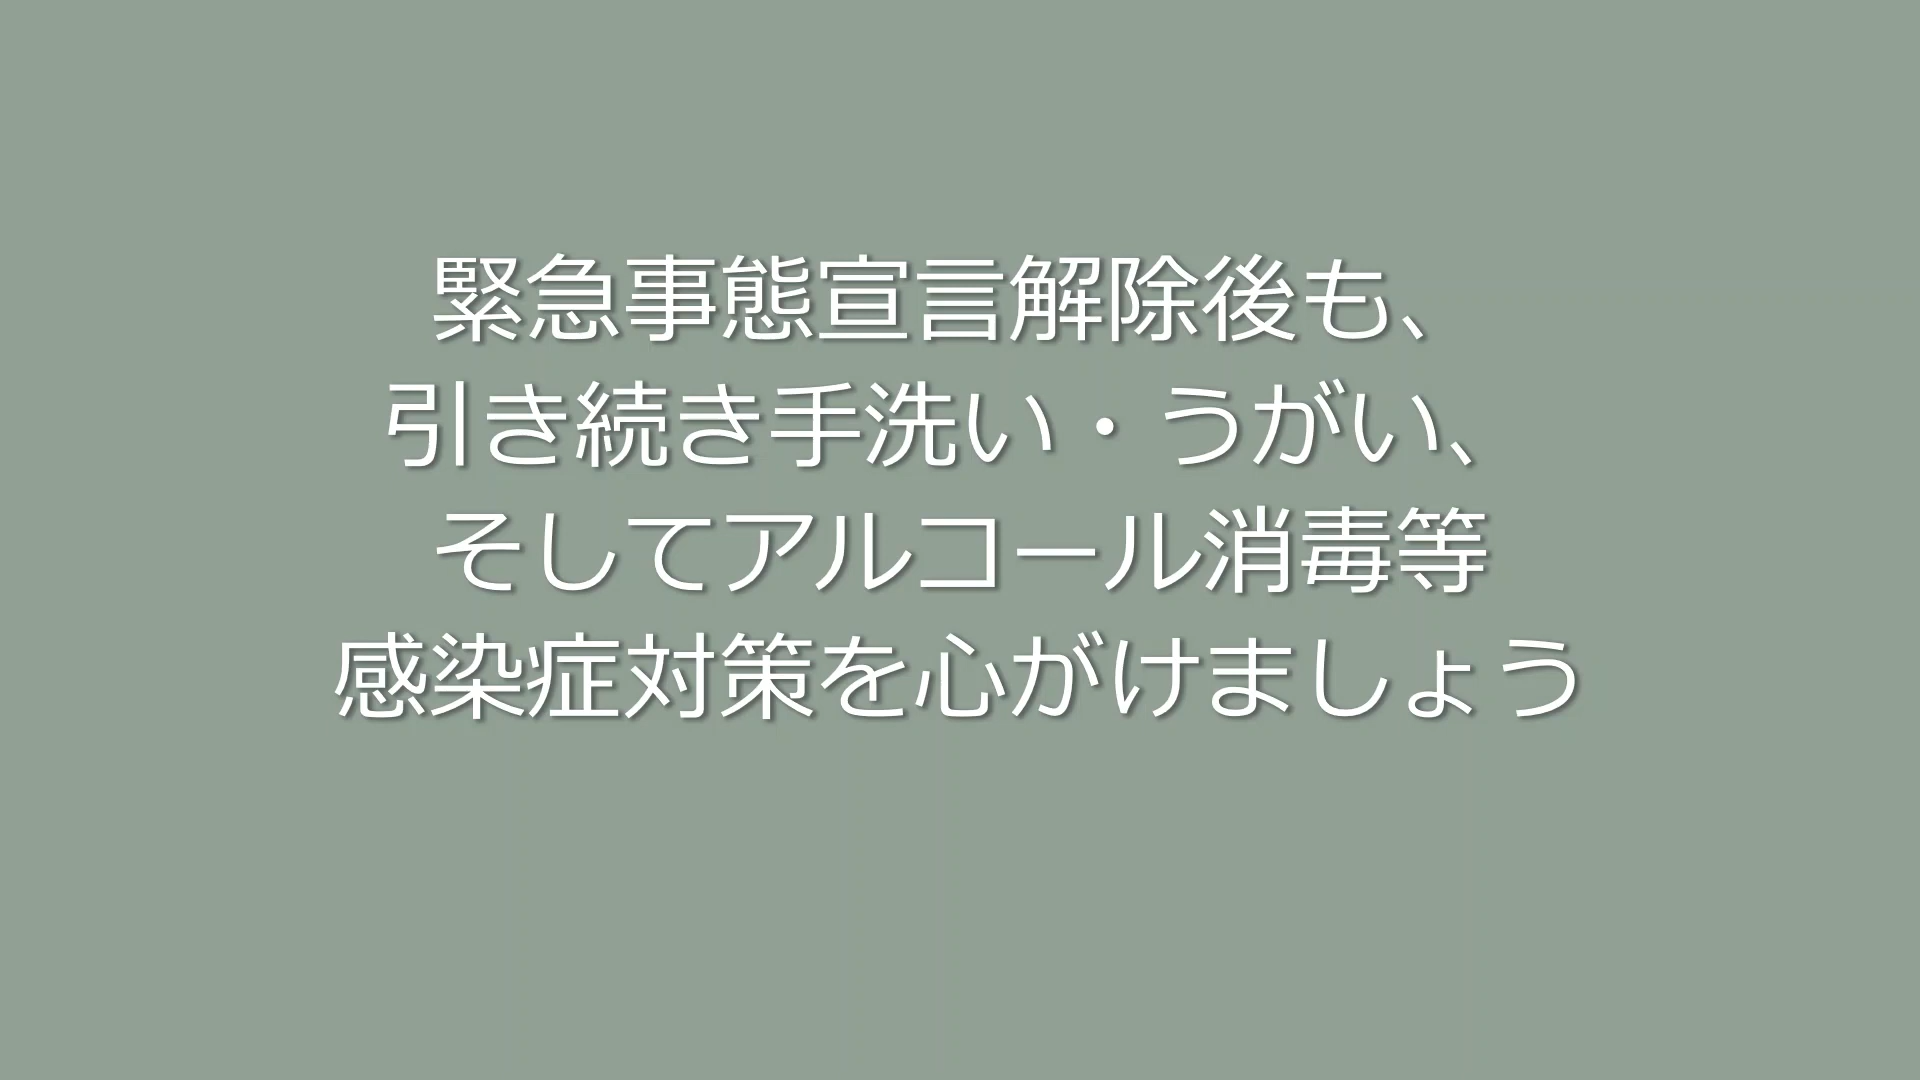 緊急事態宣言解除後も、
引き続き手洗い・うがい、
そしてアルコール消毒等
感染症対策を心がけましょう